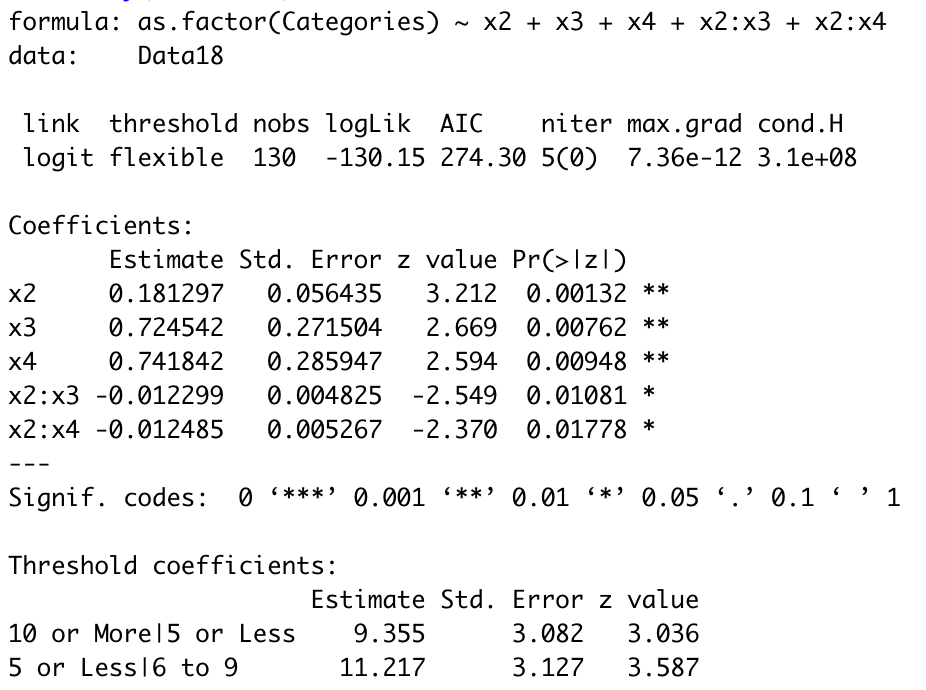 formula: as.factor(Categories) ~ x2 + x3 + x4 + x2:x3 + x2:x4
data:    Data18
link  threshold nobs logLik  AIC    niter max.grad cond.H
logit flexible  130  -130.15 274.30 5(0)  7.36e-12 3.1e+08
Coefficients:
Estimate Std. Error z value Pr(>|z|)
x2     0.181297   0.056435   3.212  0.00132 **
x3     0.724542   0.271504   2.669  0.00762 **
x4     0.741842   0.285947   2.594  0.00948 **
x2:x3 -0.012299   0.004825  -2.549  0.01081 *
x2:x4 -0.012485   0.005267  -2.370  0.01778 *
---
Signif. codes:  0 ‘***’ 0.001 ‘**’ 0.01 ‘*’ 0.05 ‘.’ 0.1 ‘ ’ 1
Threshold coefficients:
Estimate Std. Error z value
10 or More|5 or Less    9.355      3.082   3.036
5 or Less|6 to 9       11.217      3.127   3.587